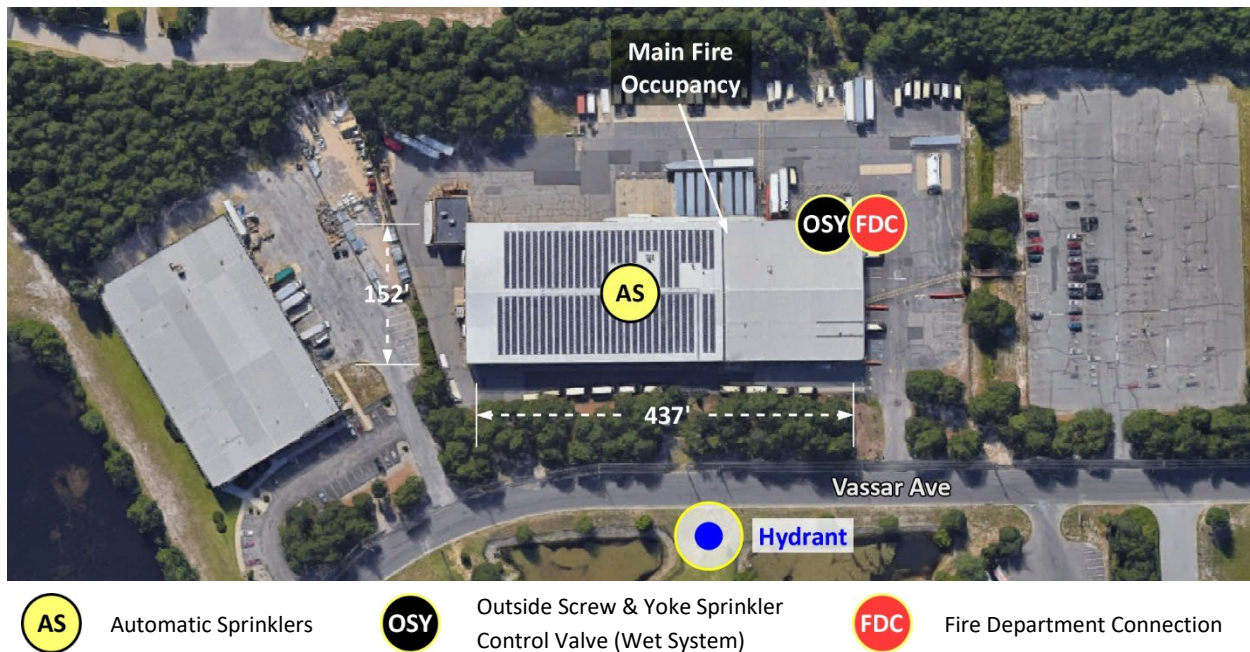 Main Fire
Occupancy
OSY FDC
AS
152'
437'
Vassar Ave
Hydrant
AS Automatic Sprinklers
OSY Outside Screw & Yoke Sprinkler
Control Valve (Wet System)
FDC Fire Department Connection